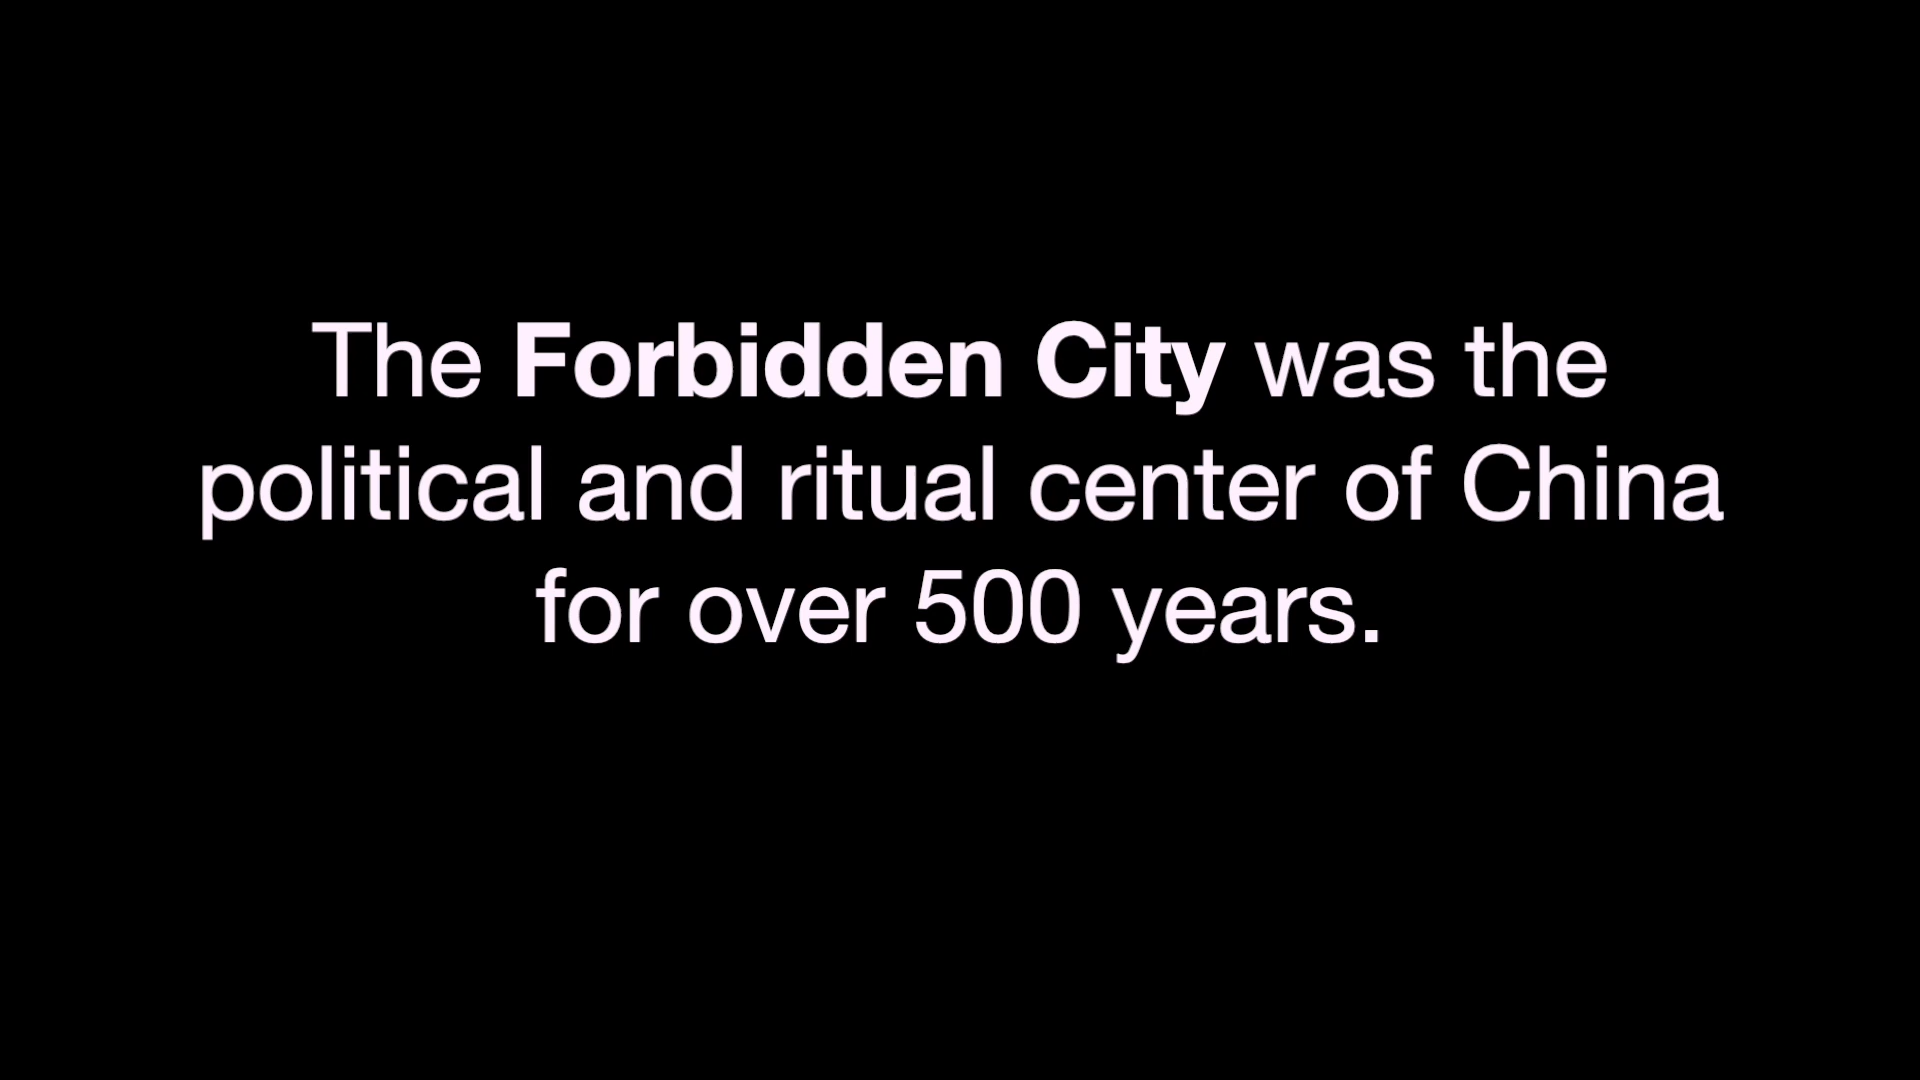 The Forbidden City was the
political and ritual center of China
for over 500 years.